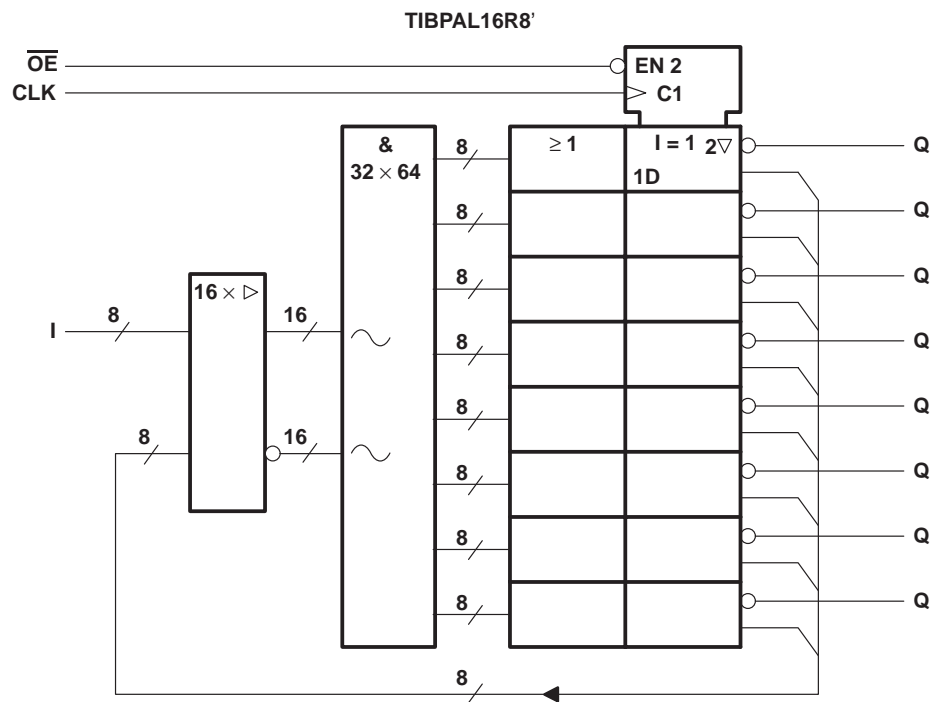 TIBPAL16R8’
OE
EN 2
CLK
C1
&
32 × 64
8
≥ 1
I = 1
2▽
Q
1D
8
Q
8
Q
16 × ▷
I
8
16
8
Q
8
Q
8
16
8
Q
8
Q
8
Q
8